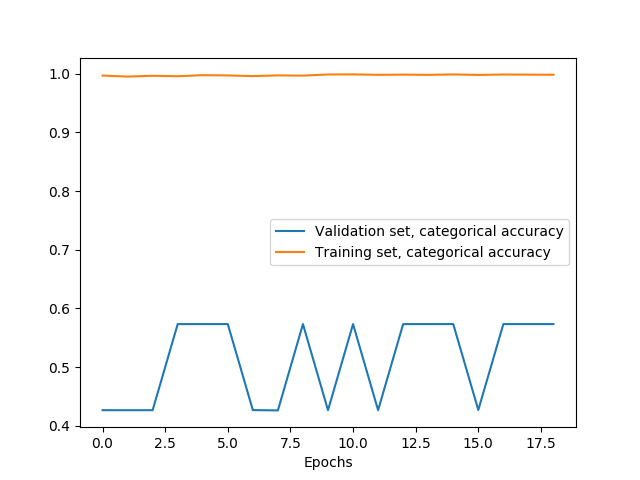 1.0
0.9
0.8
0.7
0.6
0.5
0.4
Validation set, categorical accuracy
Training set, categorical accuracy
0.0 2.5 5.0 7.5 10.0 12.5 15.0 17.5
Epochs